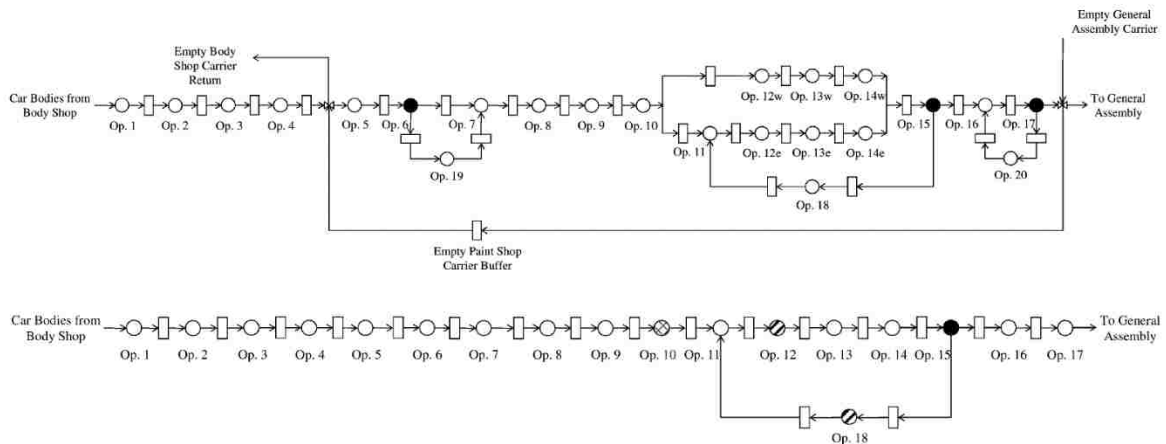 Empty Body
Shop Carrier
Return
Empty General
Assembly Carrier
Car Bodies from
Body Shop
Op. 1
Op. 2
Op. 3
Op. 4
Op. 5
Op. 6
Op. 7
Op. 8
Op. 9
Op. 10
Op. 12w
Op. 13w
Op. 14w
Op. 11
Op. 12e
Op. 13e
Op. 14e
Op. 15
Op. 16
Op. 17
To General
Assembly
Op. 19
Op. 18
Op. 20
Empty Paint Shop
Carrier Buffer
Car Bodies from
Body Shop
Op. 1
Op. 2
Op. 3
Op. 4
Op. 5
Op. 6
Op. 7
Op. 8
Op. 9
Op. 10
Op. 11
Op. 12
Op. 13
Op. 14
Op. 15
Op. 16
Op. 17
To General
Assembly
Op. 18